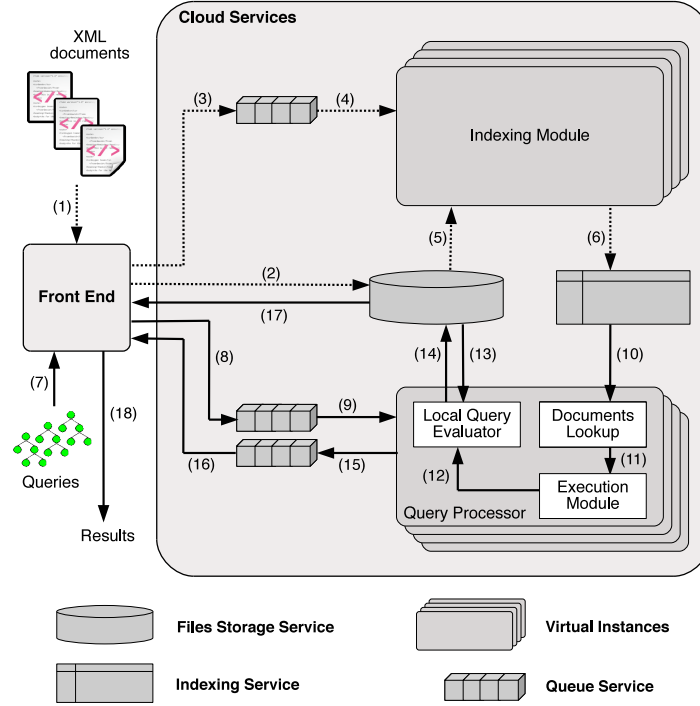 XML
documents
Cloud Services
(3)
(4)
Indexing Module
(1)
(5)
(6)
(2)
Front End
(17)
(8)
(14)
(13)
(10)
(7)
(18)
(9)
Local Query
Evaluator
Documents
Lookup
(16)
(15)
(12)
(11)
Execution
Module
Queries
Query Processor
Results
Files Storage Service
Virtual Instances
Indexing Service
Queue Service